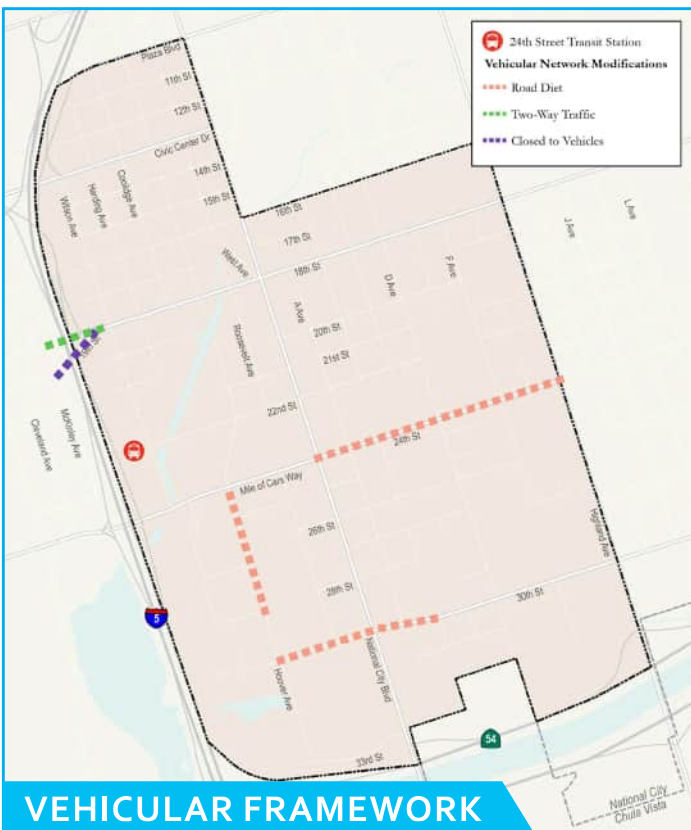 24th Street Transit Station
Vehicular Network Modifications
Road Diet
Two-Way Traffic
Closed to Vehicles
Plaza Blvd
11th St
12th St
Civic Center Dr
14th St
15th St
Coolidge Ave
Harding Ave
Wilson Ave
16th St
17th St
18th St
West Ave
L Ave
J Ave
F Ave
D Ave
A Ave
20th St
21st St
Roosevelt Ave
22nd St
24th St
Mile of Cars Way
McKinley Ave
Cleveland Ave
26th St
28th St
Highland Ave
30th St
5
National City Blvd
Hoover Ave
33rd St
54
National City
Chula Vista
VEHICULAR FRAMEWORK